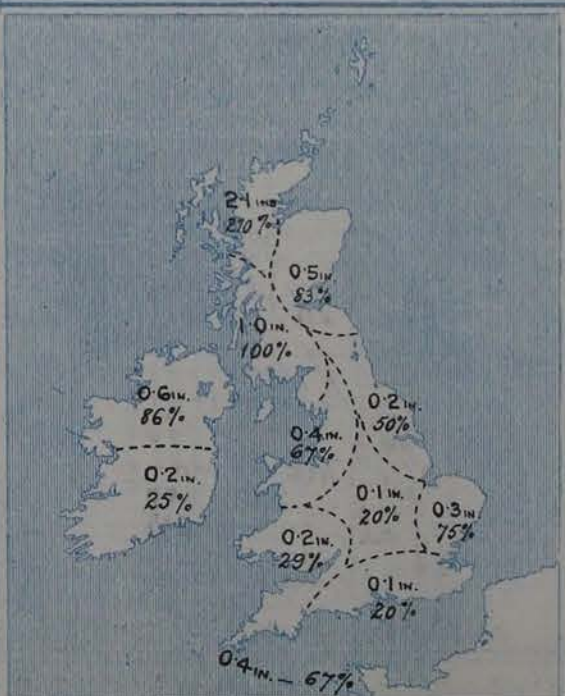 2·1 INS
210%
0·5 IN.
83%
1·0 IN.
100%
0·6 IN.
86%
0·2 IN.
50%
0·4 IN.
67%
0·2 IN.
25%
0·1 IN.
20%
0·3 IN.
75%
0·2 IN.
29%
0·1 IN.
20%
0·4 IN. — 67%